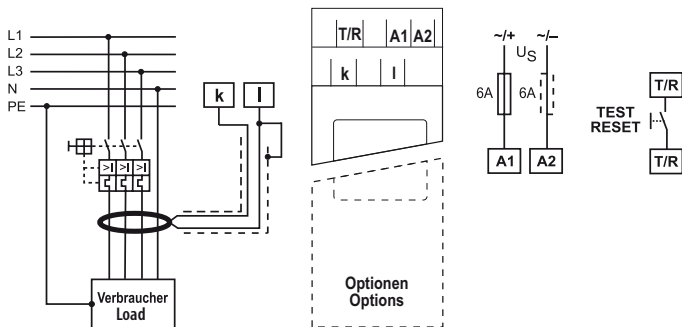 L1
L2
L3
N
PE
k l
>I >I >I
Verbraucher
Load
T/R A1 A2
k l
Optionen
Options
~/+ ~/–
US
6A 6A
A1 A2
T/R
TEST
RESET
T/R